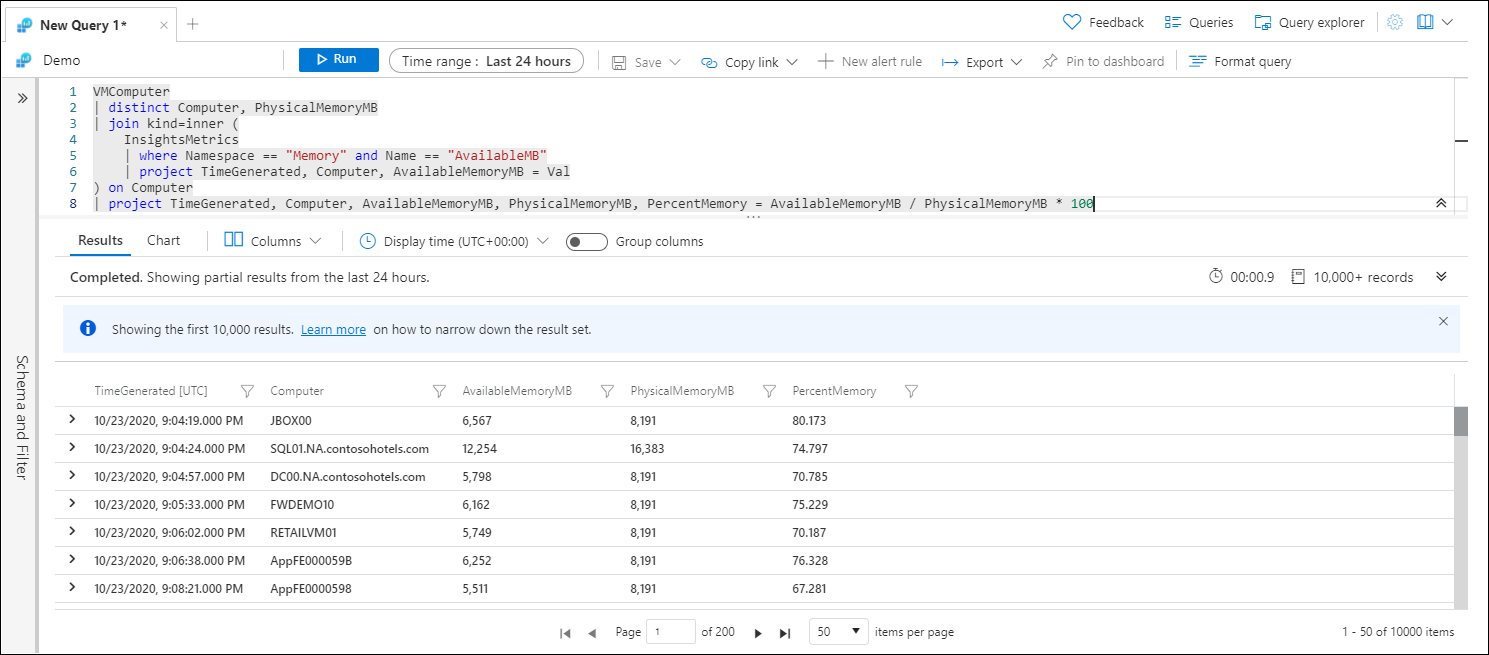 New Query 1*
Feedback Queries Query explorer
Demo Run Time range : Last 24 hours Save Copy link New alert rule Export Pin to dashboard Format query
1 VMComputer
2 | distinct Computer, PhysicalMemoryMB
3 | join kind=inner (
4 InsightsMetrics
5 | where Namespace == "Memory" and Name == "AvailableMB"
6 | project TimeGenerated, Computer, AvailableMemoryMB = Val
7 ) on Computer
8 | project TimeGenerated, Computer, AvailableMemoryMB, PhysicalMemoryMB, PercentMemory = AvailableMemoryMB / PhysicalMemoryMB * 100
Schema and Filter
Results Chart Columns Display time (UTC+00:00) Group columns
Completed. Showing partial results from the last 24 hours. 00:00.9 10,000+ records
Showing the first 10,000 results. Learn more on how to narrow down the result set.
TimeGenerated [UTC] Computer AvailableMemoryMB PhysicalMemoryMB PercentMemory
10/23/2020, 9:04:19.000 PM JBOX00 6,567 8,191 80.173
10/23/2020, 9:04:24.000 PM SQL01.NA.contosohotels.com 12,254 16,383 74.797
10/23/2020, 9:04:57.000 PM DC00.NA.contosohotels.com 5,798 8,191 70.785
10/23/2020, 9:05:33.000 PM FWDEMO10 6,162 8,191 75.229
10/23/2020, 9:06:02.000 PM RETAILVM01 5,749 8,191 70.187
10/23/2020, 9:06:38.000 PM AppFE000059B 6,252 8,191 76.328
10/23/2020, 9:08:21.000 PM AppFE0000598 5,511 8,191 67.281
Page 1 of 200 50 items per page 1 - 50 of 10000 items